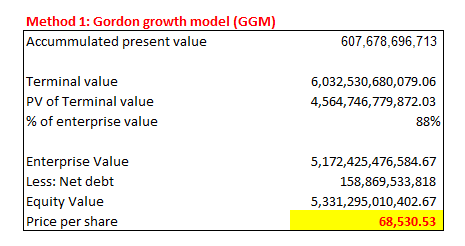 Method 1: Gordon growth model (GGM)
Accummulated present value 607,678,696,713
Terminal value 6,032,530,680,079.06
PV of Terminal value 4,564,746,779,872.03
% of enterprise value 88%
Enterprise Value 5,172,425,476,584.67
Less: Net debt 158,869,533,818
Equity Value 5,331,295,010,402.67
Price per share 68,530.53